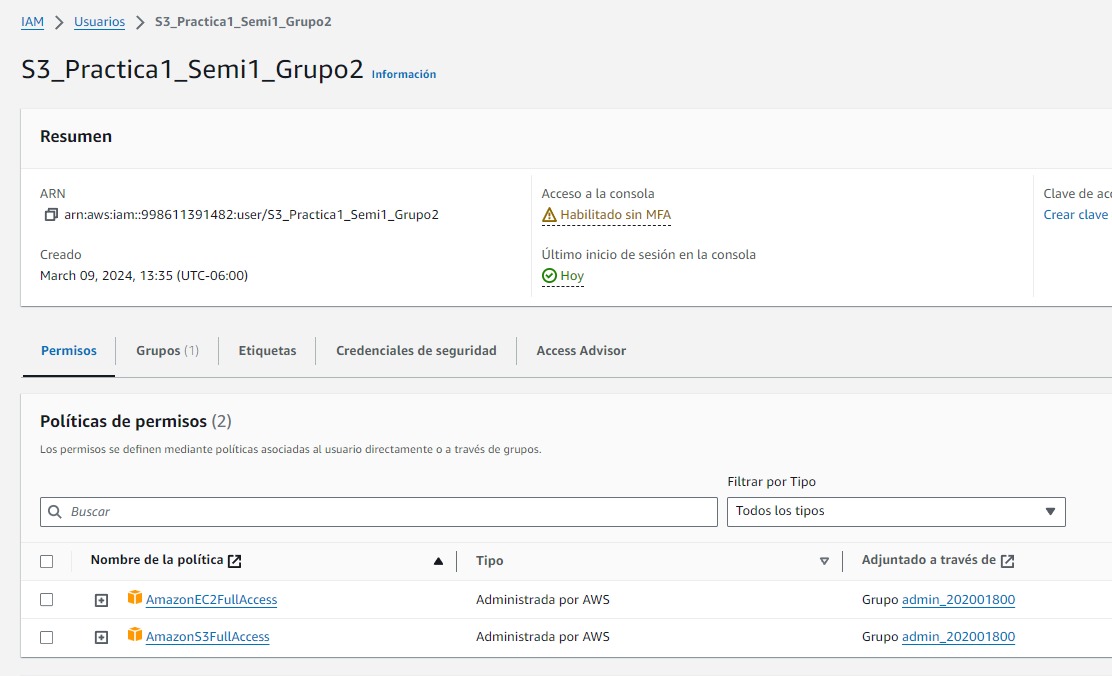 IAM > Usuarios > S3_Practica1_Semi1_Grupo2
S3_Practica1_Semi1_Grupo2 Información
Resumen
ARN
arn:aws:iam::998611391482:user/S3_Practica1_Semi1_Grupo2
Creado
March 09, 2024, 13:35 (UTC-06:00)
Acceso a la consola
Habilitado sin MFA
Último inicio de sesión en la consola
Hoy
Clave de acc
Crear clave
Permisos
Grupos (1)
Etiquetas
Credenciales de seguridad
Access Advisor
Políticas de permisos (2)
Los permisos se definen mediante políticas asociadas al usuario directamente o a través de grupos.
Filtrar por Tipo
Buscar
Todos los tipos
Nombre de la política Tipo Adjuntado a través de
AmazonEC2FullAccess Administrada por AWS Grupo admin_202001800
AmazonS3FullAccess Administrada por AWS Grupo admin_202001800